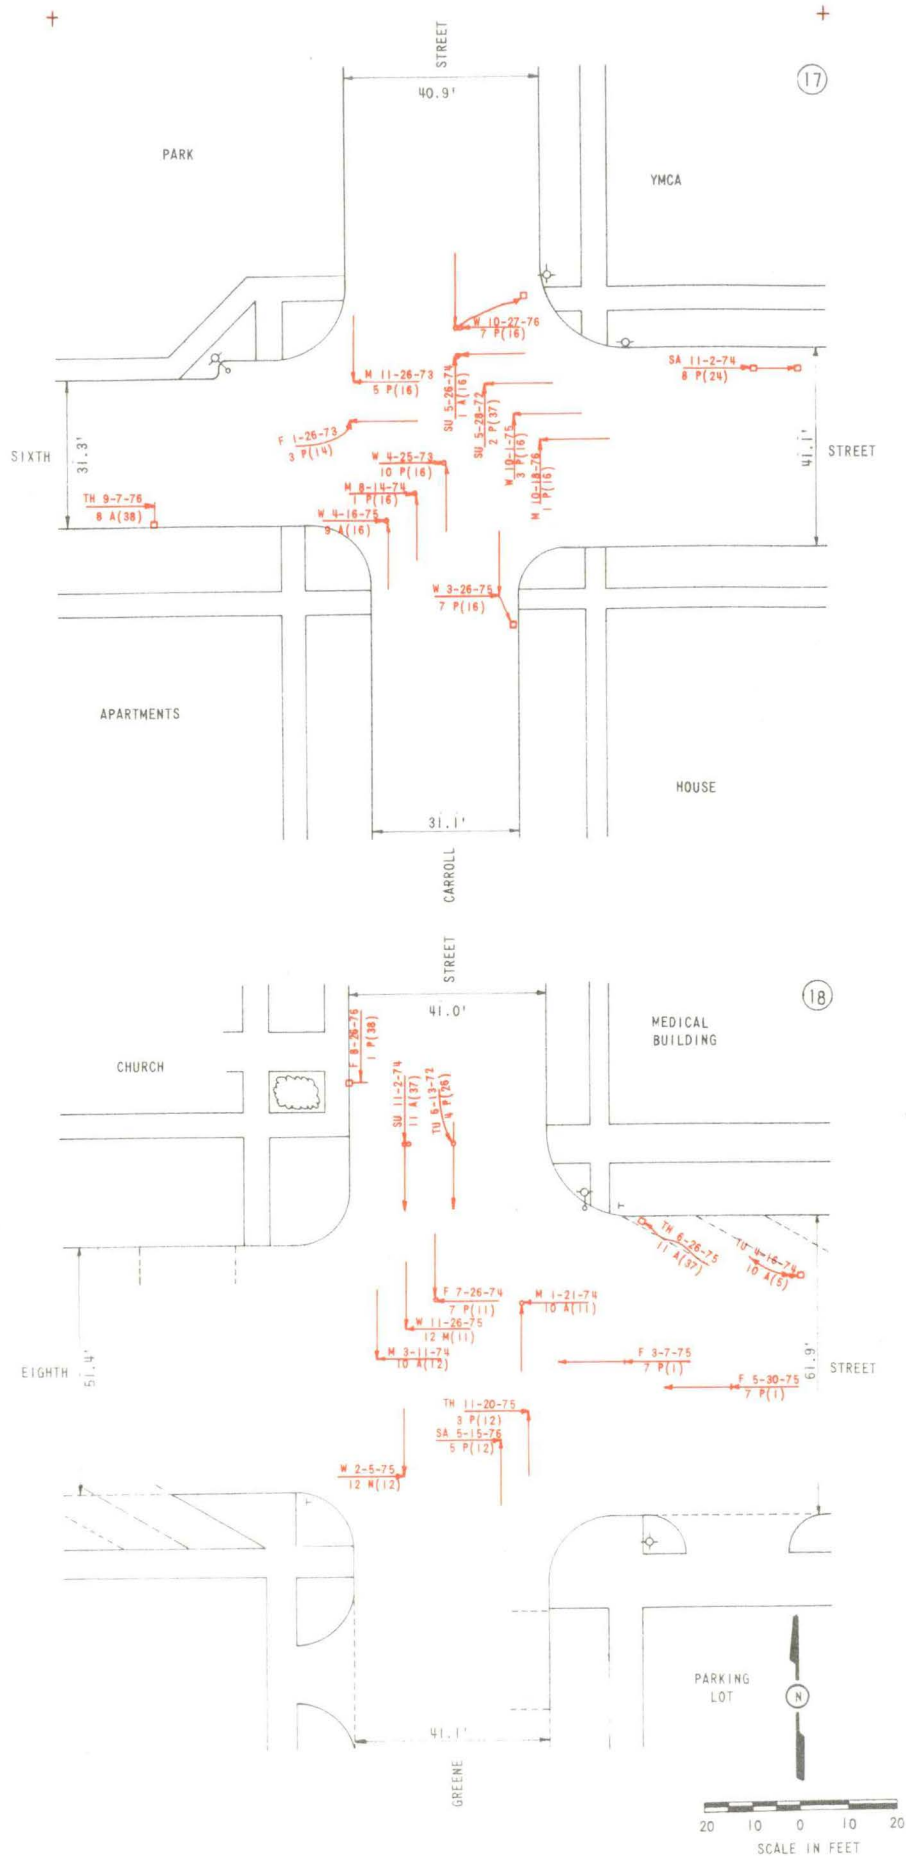 STREET
40.9'
17
PARK
YMCA
W 10-27-76
7 P(16)
SA 11-2-74
8 P(24)
M 11-26-73
5 P(16)
SU 5-26-74
1 A(16)
SU 5-28-72
2 P(37)
F 1-26-73
3 P(14)
W 10-1-75
3 P(16)
M 10-18-76
1 P(16)
SIXTH
31.3'
41.1'
STREET
W 4-25-73
10 P(16)
M 8-14-74
1 P(16)
TH 9-7-76
8 A(38)
W 4-16-75
9 A(16)
W 3-26-75
7 P(16)
APARTMENTS
HOUSE
31.1'
CARROLL
STREET
41.0'
18
MEDICAL
BUILDING
CHURCH
F 8-26-76
1 P(38)
SU 11-2-74
11 A(37)
TU 6-13-72
4 P(26)
TH 6-26-75
11 A(37)
TU 4-16-74
10 A(5)
F 7-26-74
7 P(11)
M 1-21-74
10 A(11)
W 11-26-75
12 M(11)
M 3-11-74
10 A(12)
F 3-7-75
7 P(1)
F 5-30-75
7 P(1)
EIGHTH
51.4'
61.9'
STREET
TH 11-20-75
3 P(12)
SA 5-15-76
5 P(12)
W 2-5-75
12 N(12)
T
T
PARKING
LOT
N
41.1'
GREENE
20 10 0 10 20
SCALE IN FEET